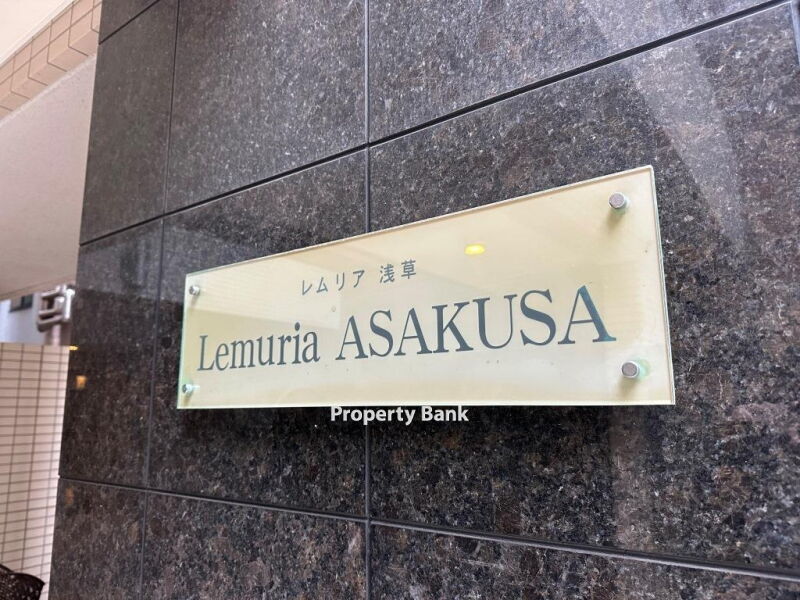 レムリア 浅草
Lemuria ASAKUSA
Property Bank